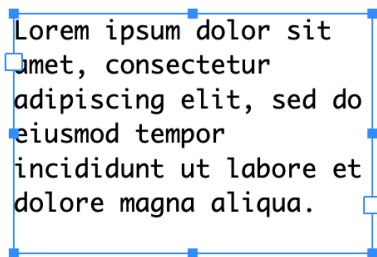 Lorem ipsum dolor sit
amet, consectetur
adipiscing elit, sed do
eiusmod tempor
incididunt ut labore et
dolore magna aliqua.